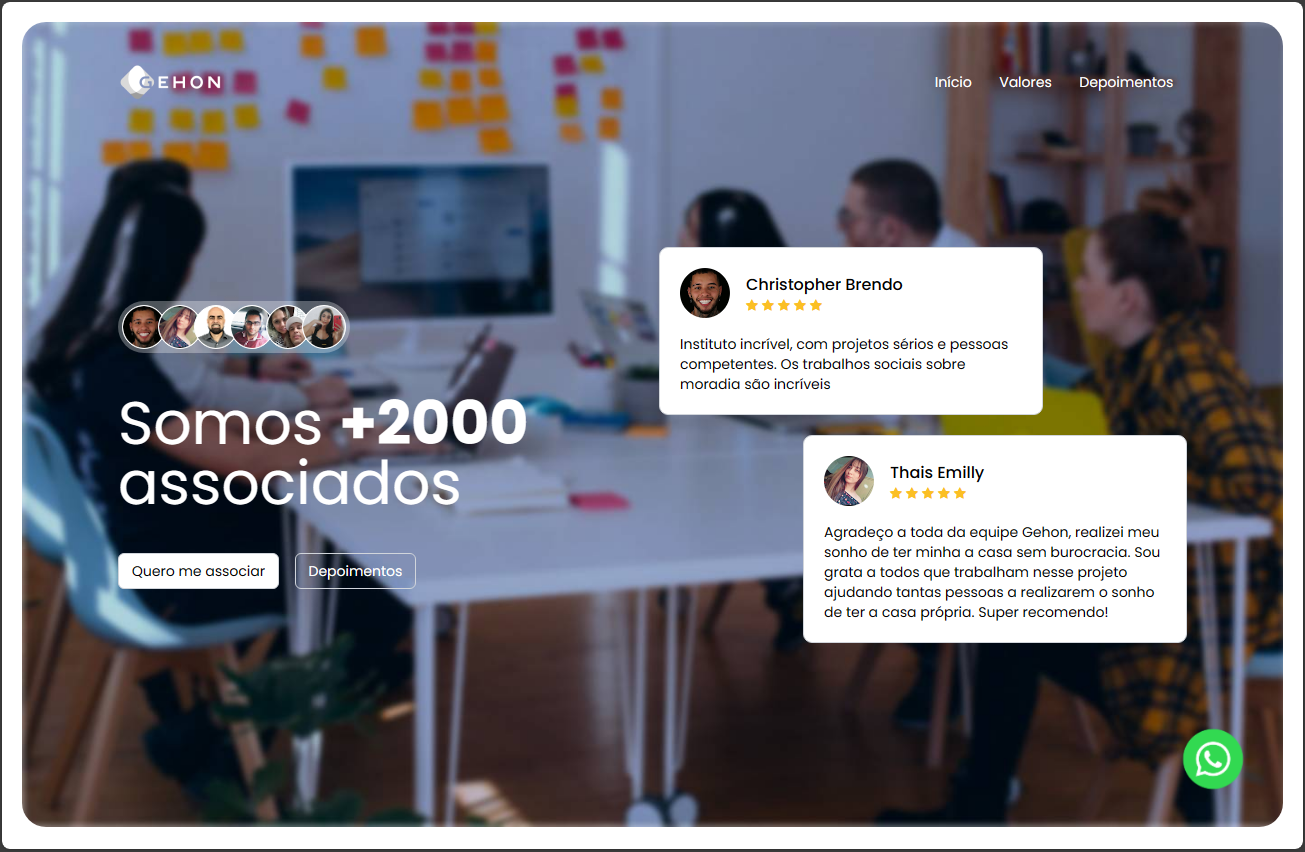 GEHON
Início
Valores
Depoimentos
Somos +2000
associados
Quero me associar
Depoimentos
Christopher Brendo
Instituto incrível, com projetos sérios e pessoas
competentes. Os trabalhos sociais sobre
moradia são incríveis
Thais Emilly
Agradeço a toda da equipe Gehon, realizei meu
sonho de ter minha a casa sem burocracia. Sou
grata a todos que trabalham nesse projeto
ajudando tantas pessoas a realizarem o sonho
de ter a casa própria. Super recomendo!